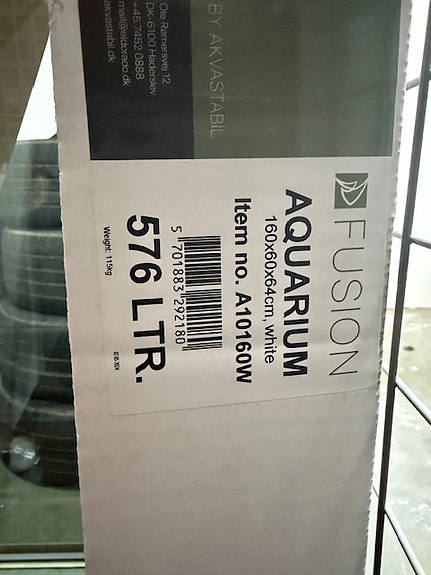 BY AKVASTABIL
Ole Rømersvej 12
DK-6100 Haderslev
+45 7452 0888
mail@eldorado.dk
akvastabil.dk
FUSION
AQUARIUM
160x60x64cm, white
Item no. A10160W
5 701883 292180
576 LTR.
Weight: 115kg